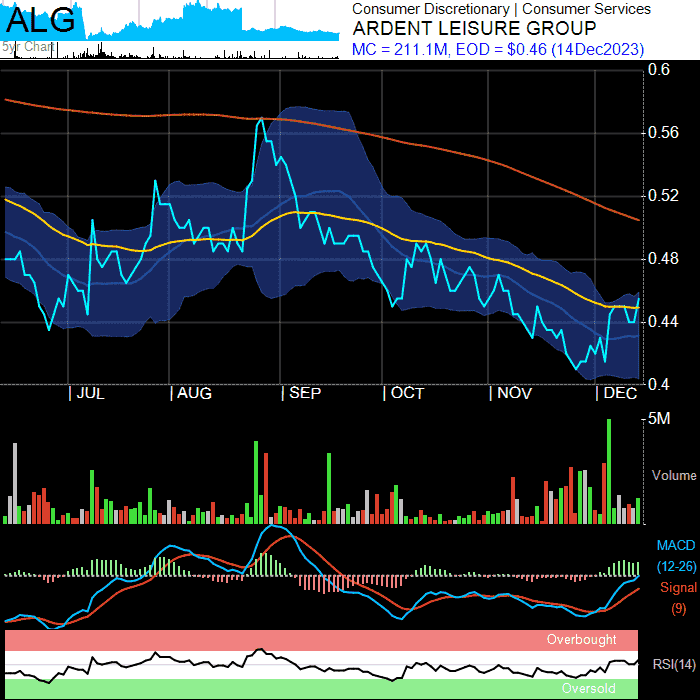 ALG
5yr Chart
Consumer Discretionary | Consumer Services
ARDENT LEISURE GROUP
MC = 211.1M, EOD = $0.46 (14Dec2023)
0.6
0.56
0.52
0.48
0.44
0.4
JUL AUG SEP OCT NOV DEC
5M
Volume
MACD
(12-26)
Signal
(9)
Overbought
RSI(14)
Oversold